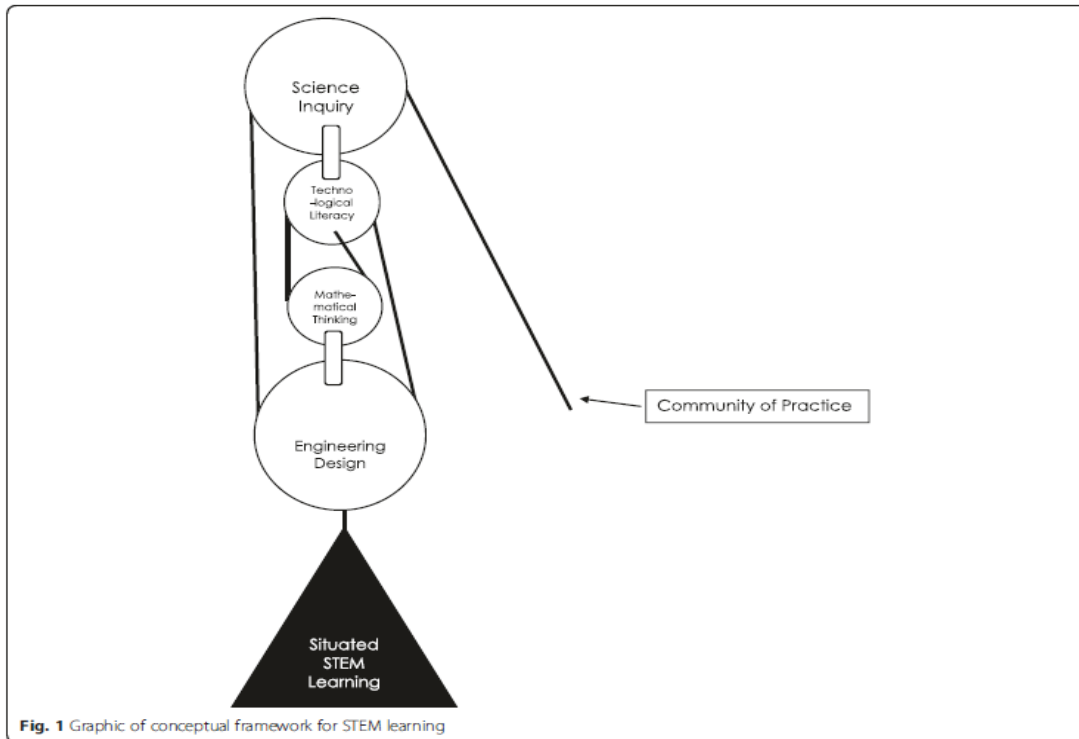 Science
Inquiry
Techno
-logical
Literacy
Mathe-
matical
Thinking
Community of Practice
Engineering
Design
Situated
STEM
Learning
Fig. 1 Graphic of conceptual framework for STEM learning